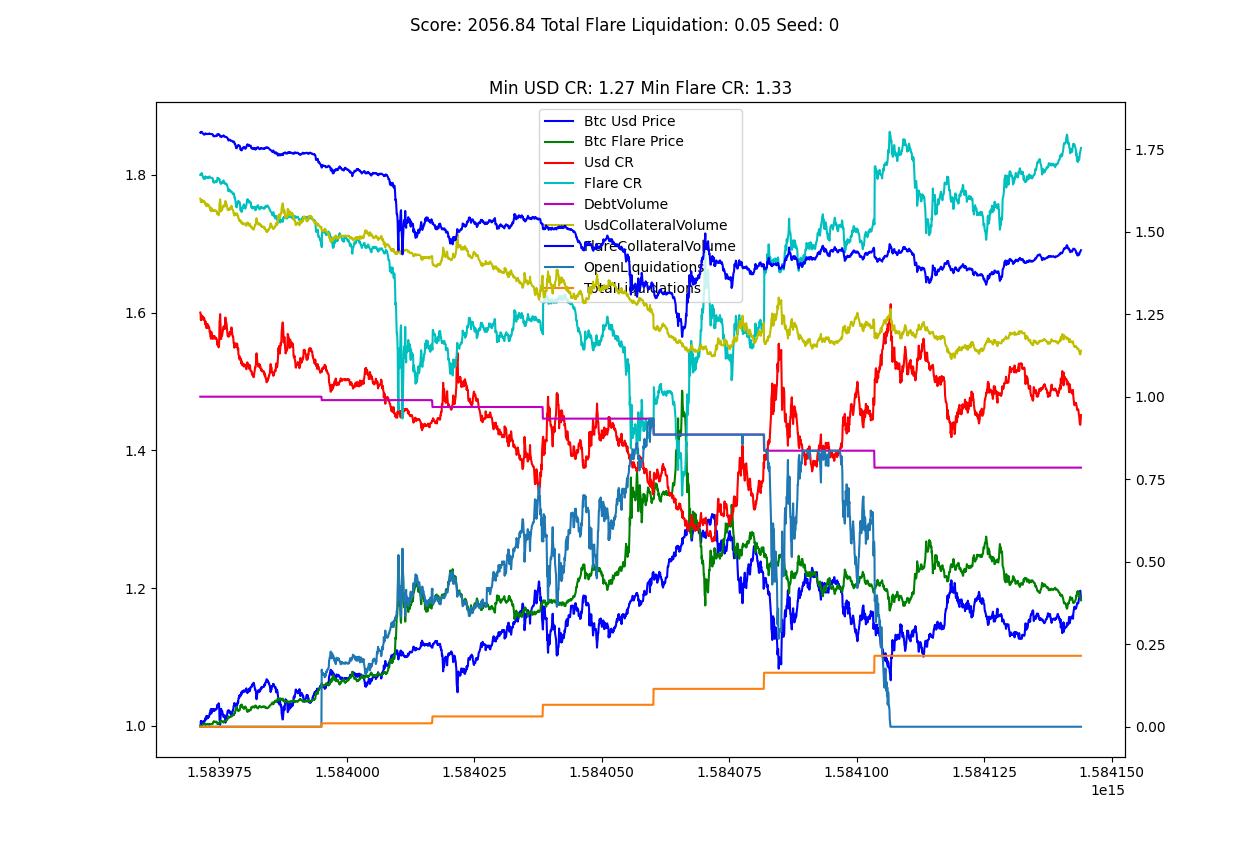 Score: 2056.84 Total Flare Liquidation: 0.05 Seed: 0
Min USD CR: 1.27 Min Flare CR: 1.33
Btc Usd Price
Btc Flare Price
Usd CR
Flare CR
DebtVolume
UsdCollateralVolume
FlareCollateralVolume
OpenLiquidations
TotalLiquidations
1.8
1.6
1.4
1.2
1.0
1.75
1.50
1.25
1.00
0.75
0.50
0.25
0.00
1.583975 1.584000 1.584025 1.584050 1.584075 1.584100 1.584125 1.584150
1e15